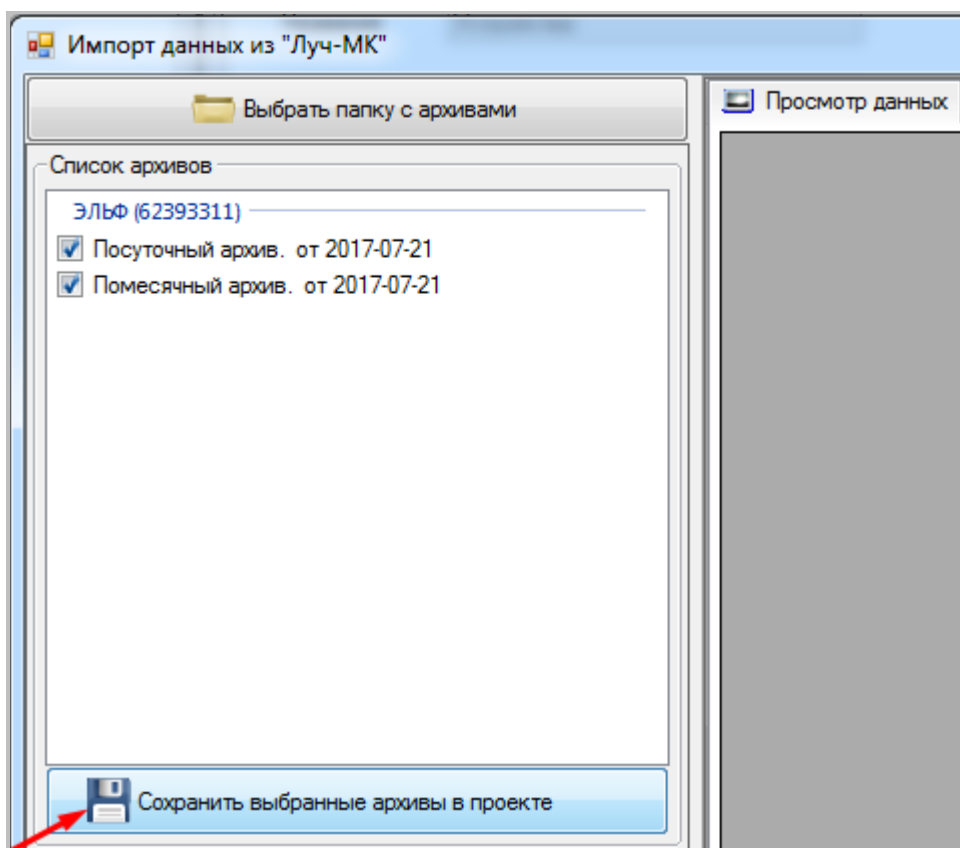 Импорт данных из "Луч-МК"
Выбрать папку с архивами
Просмотр данных
Список архивов
ЭЛЬФ (62393311)
Посуточный архив.  от 2017-07-21
Помесячный архив.  от 2017-07-21
Сохранить выбранные архивы в проекте